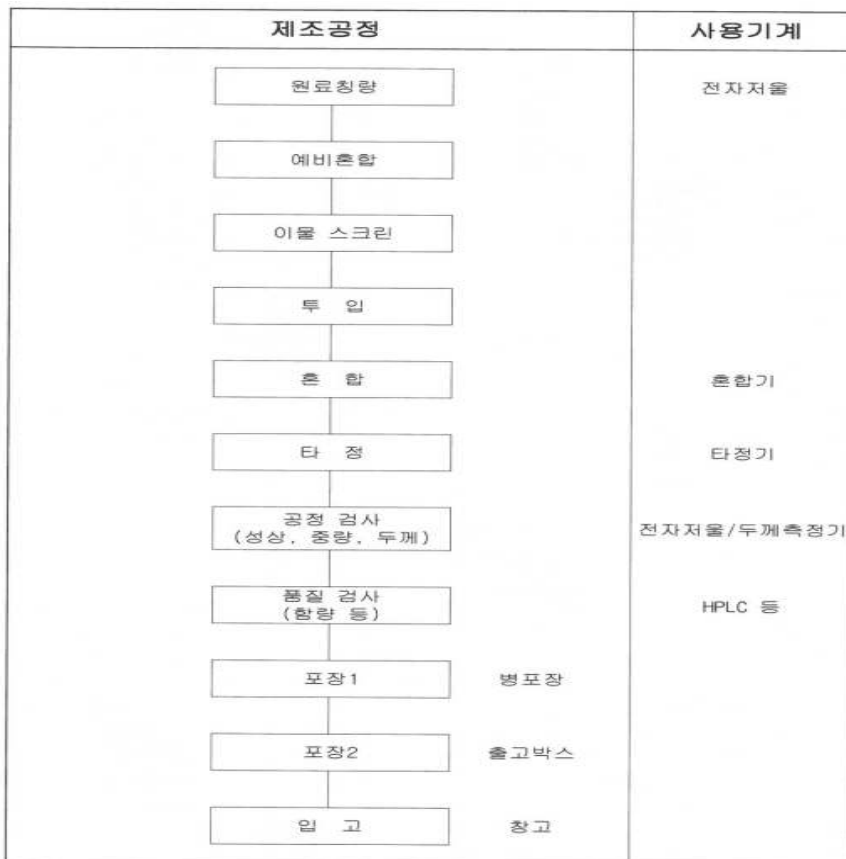 제조공정 사용기계
원료칭량 전자저울
예비혼합
이물 스크린
투 입
혼 합 혼합기
타 정 타정기
공정 검사
(성상, 중량, 두께) 전자저울/두께측정기
품질 검사
(함량 등) HPLC 등
포장1 병포장
포장2 출고박스
입 고 창고